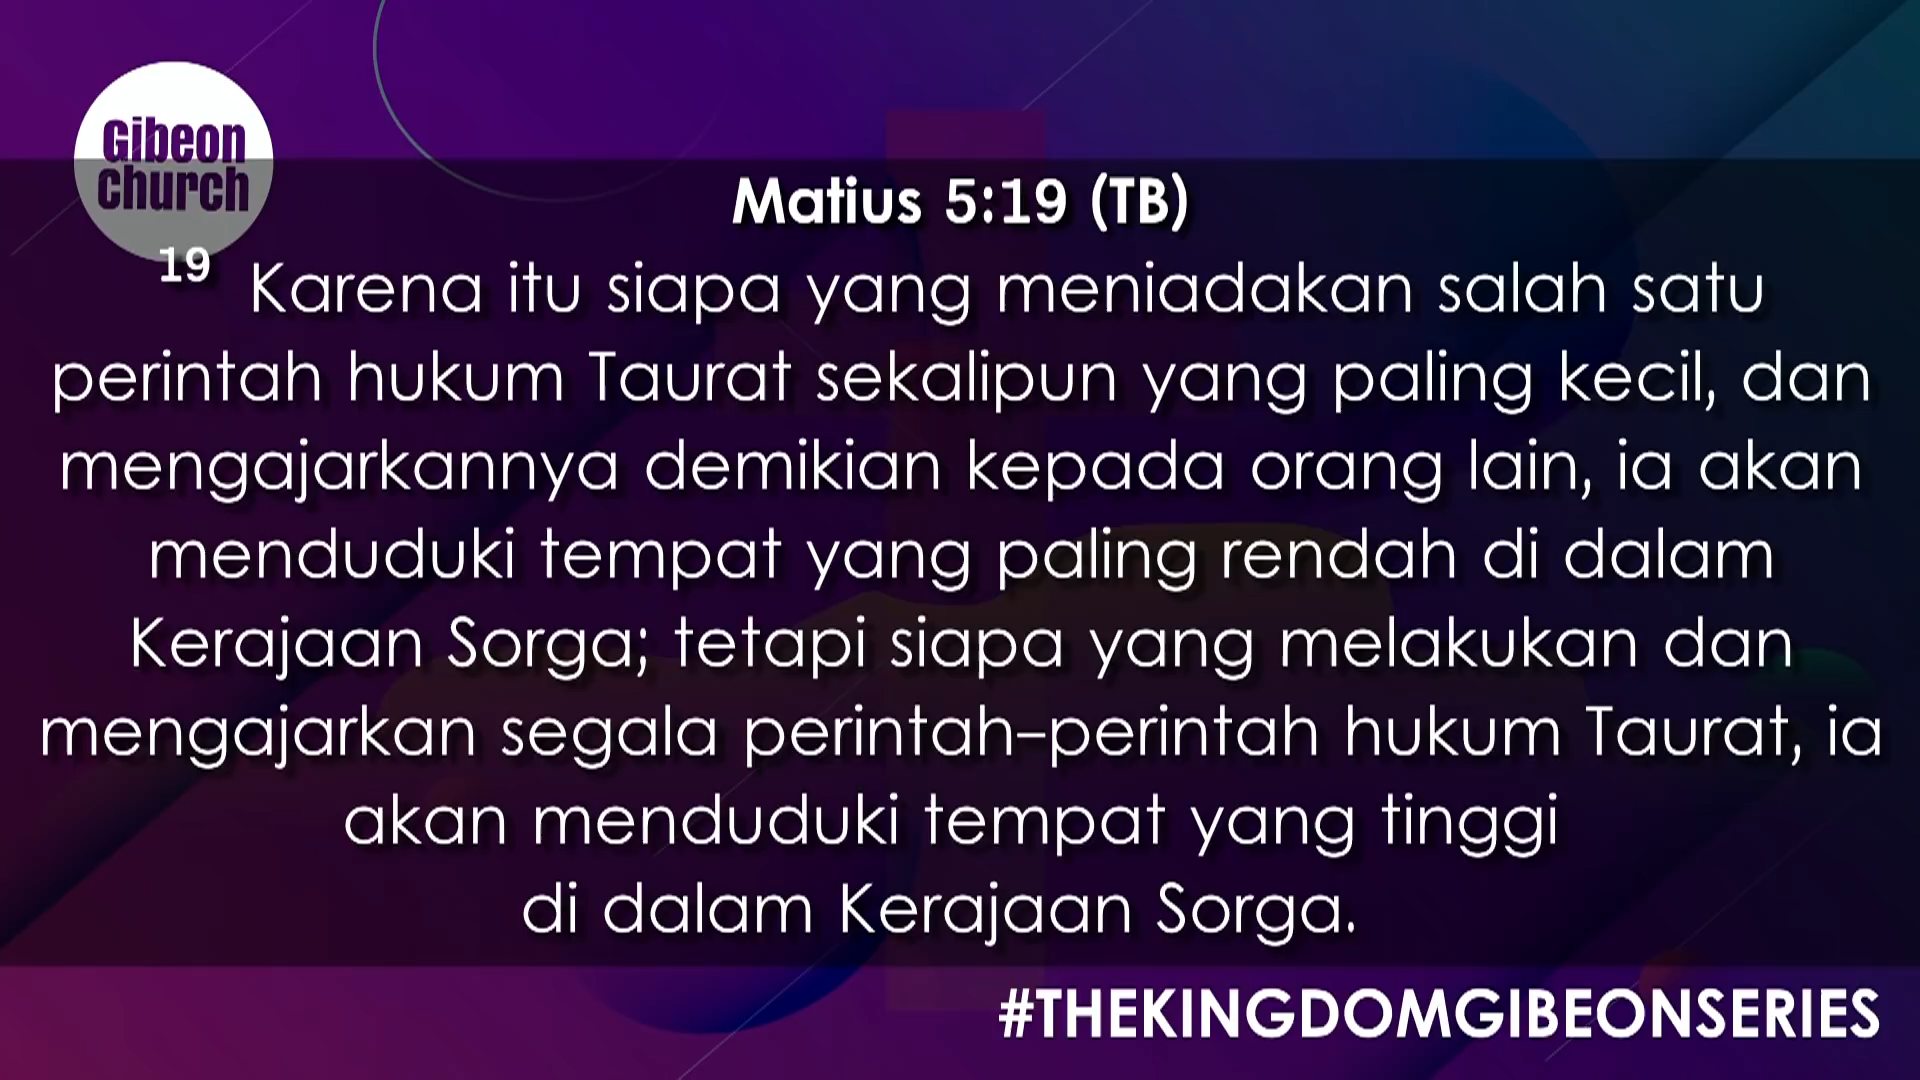 Gibeon
church
Matius 5:19 (TB)
19 Karena itu siapa yang meniadakan salah satu
perintah hukum Taurat sekalipun yang paling kecil, dan
mengajarkannya demikian kepada orang lain, ia akan
menduduki tempat yang paling rendah di dalam
Kerajaan Sorga; tetapi siapa yang melakukan dan
mengajarkan segala perintah–perintah hukum Taurat, ia
akan menduduki tempat yang tinggi
di dalam Kerajaan Sorga.
#THEKINGDOMGIBEONSERIES